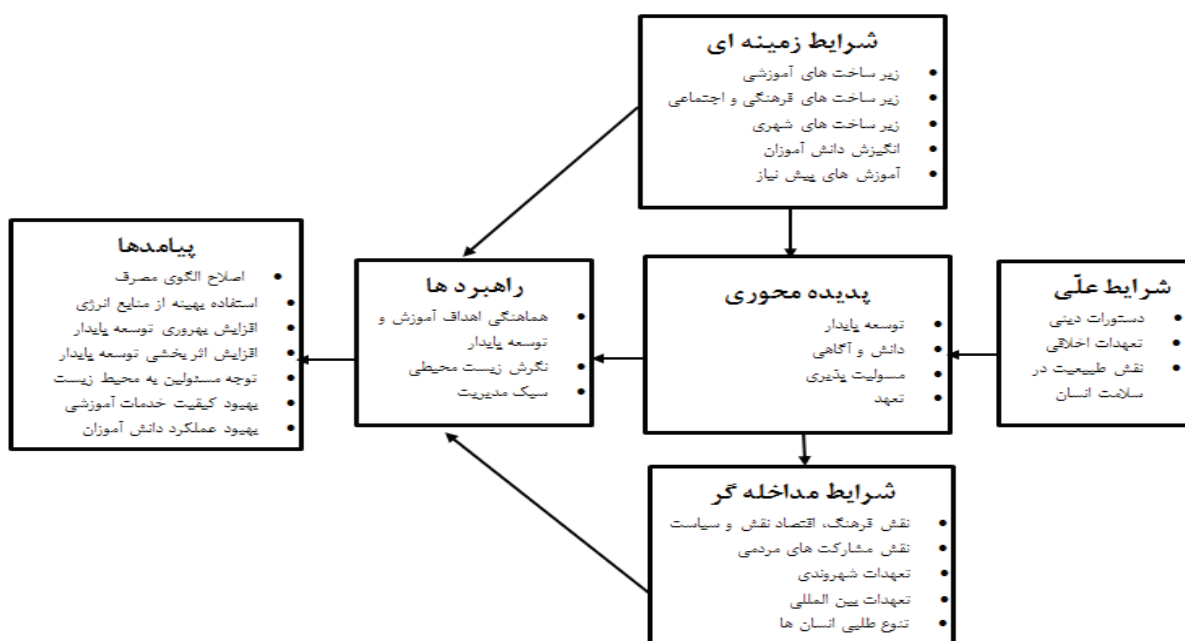 شرایط زمینه ای
• زیر ساخت های آموزشی
• زیر ساخت های فرهنگی و اجتماعی
• زیر ساخت های شهری
• انگیزش دانش آموزان
• آموزش های پیش نیاز
شرایط علّی
• دستورات دینی
• تعهدات اخلاقی
• نقش طبیعیت در
سلامت انسان
پدیده محوری
• توسعه پایدار
• دانش و آگاهی
• مسولیت پذیری
• تعهد
راهبرد ها
• هماهنگی اهداف آموزش و
توسعه پایدار
• نگرش زیست محیطی
• سبک مدیریت
پیامدها
• اصلاح الگوی مصرف
• استفاده بهینه از منابع انرژی
• افزایش بهروری توسعه پایدار
• افزایش اثربخشی توسعه پایدار
• توجه مسئولین به محیط زیست
• بهبود کیفیت خدمات آموزشی
• بهبود عملکرد دانش آموزان
شرایط مداخله گر
• نقش فرهنگ، اقتصاد نقش و سیاست
• نقش مشارکت های مردمی
• تعهدات شهروندی
• تعهدات بین المللی
• تنوع طلبی انسان ها